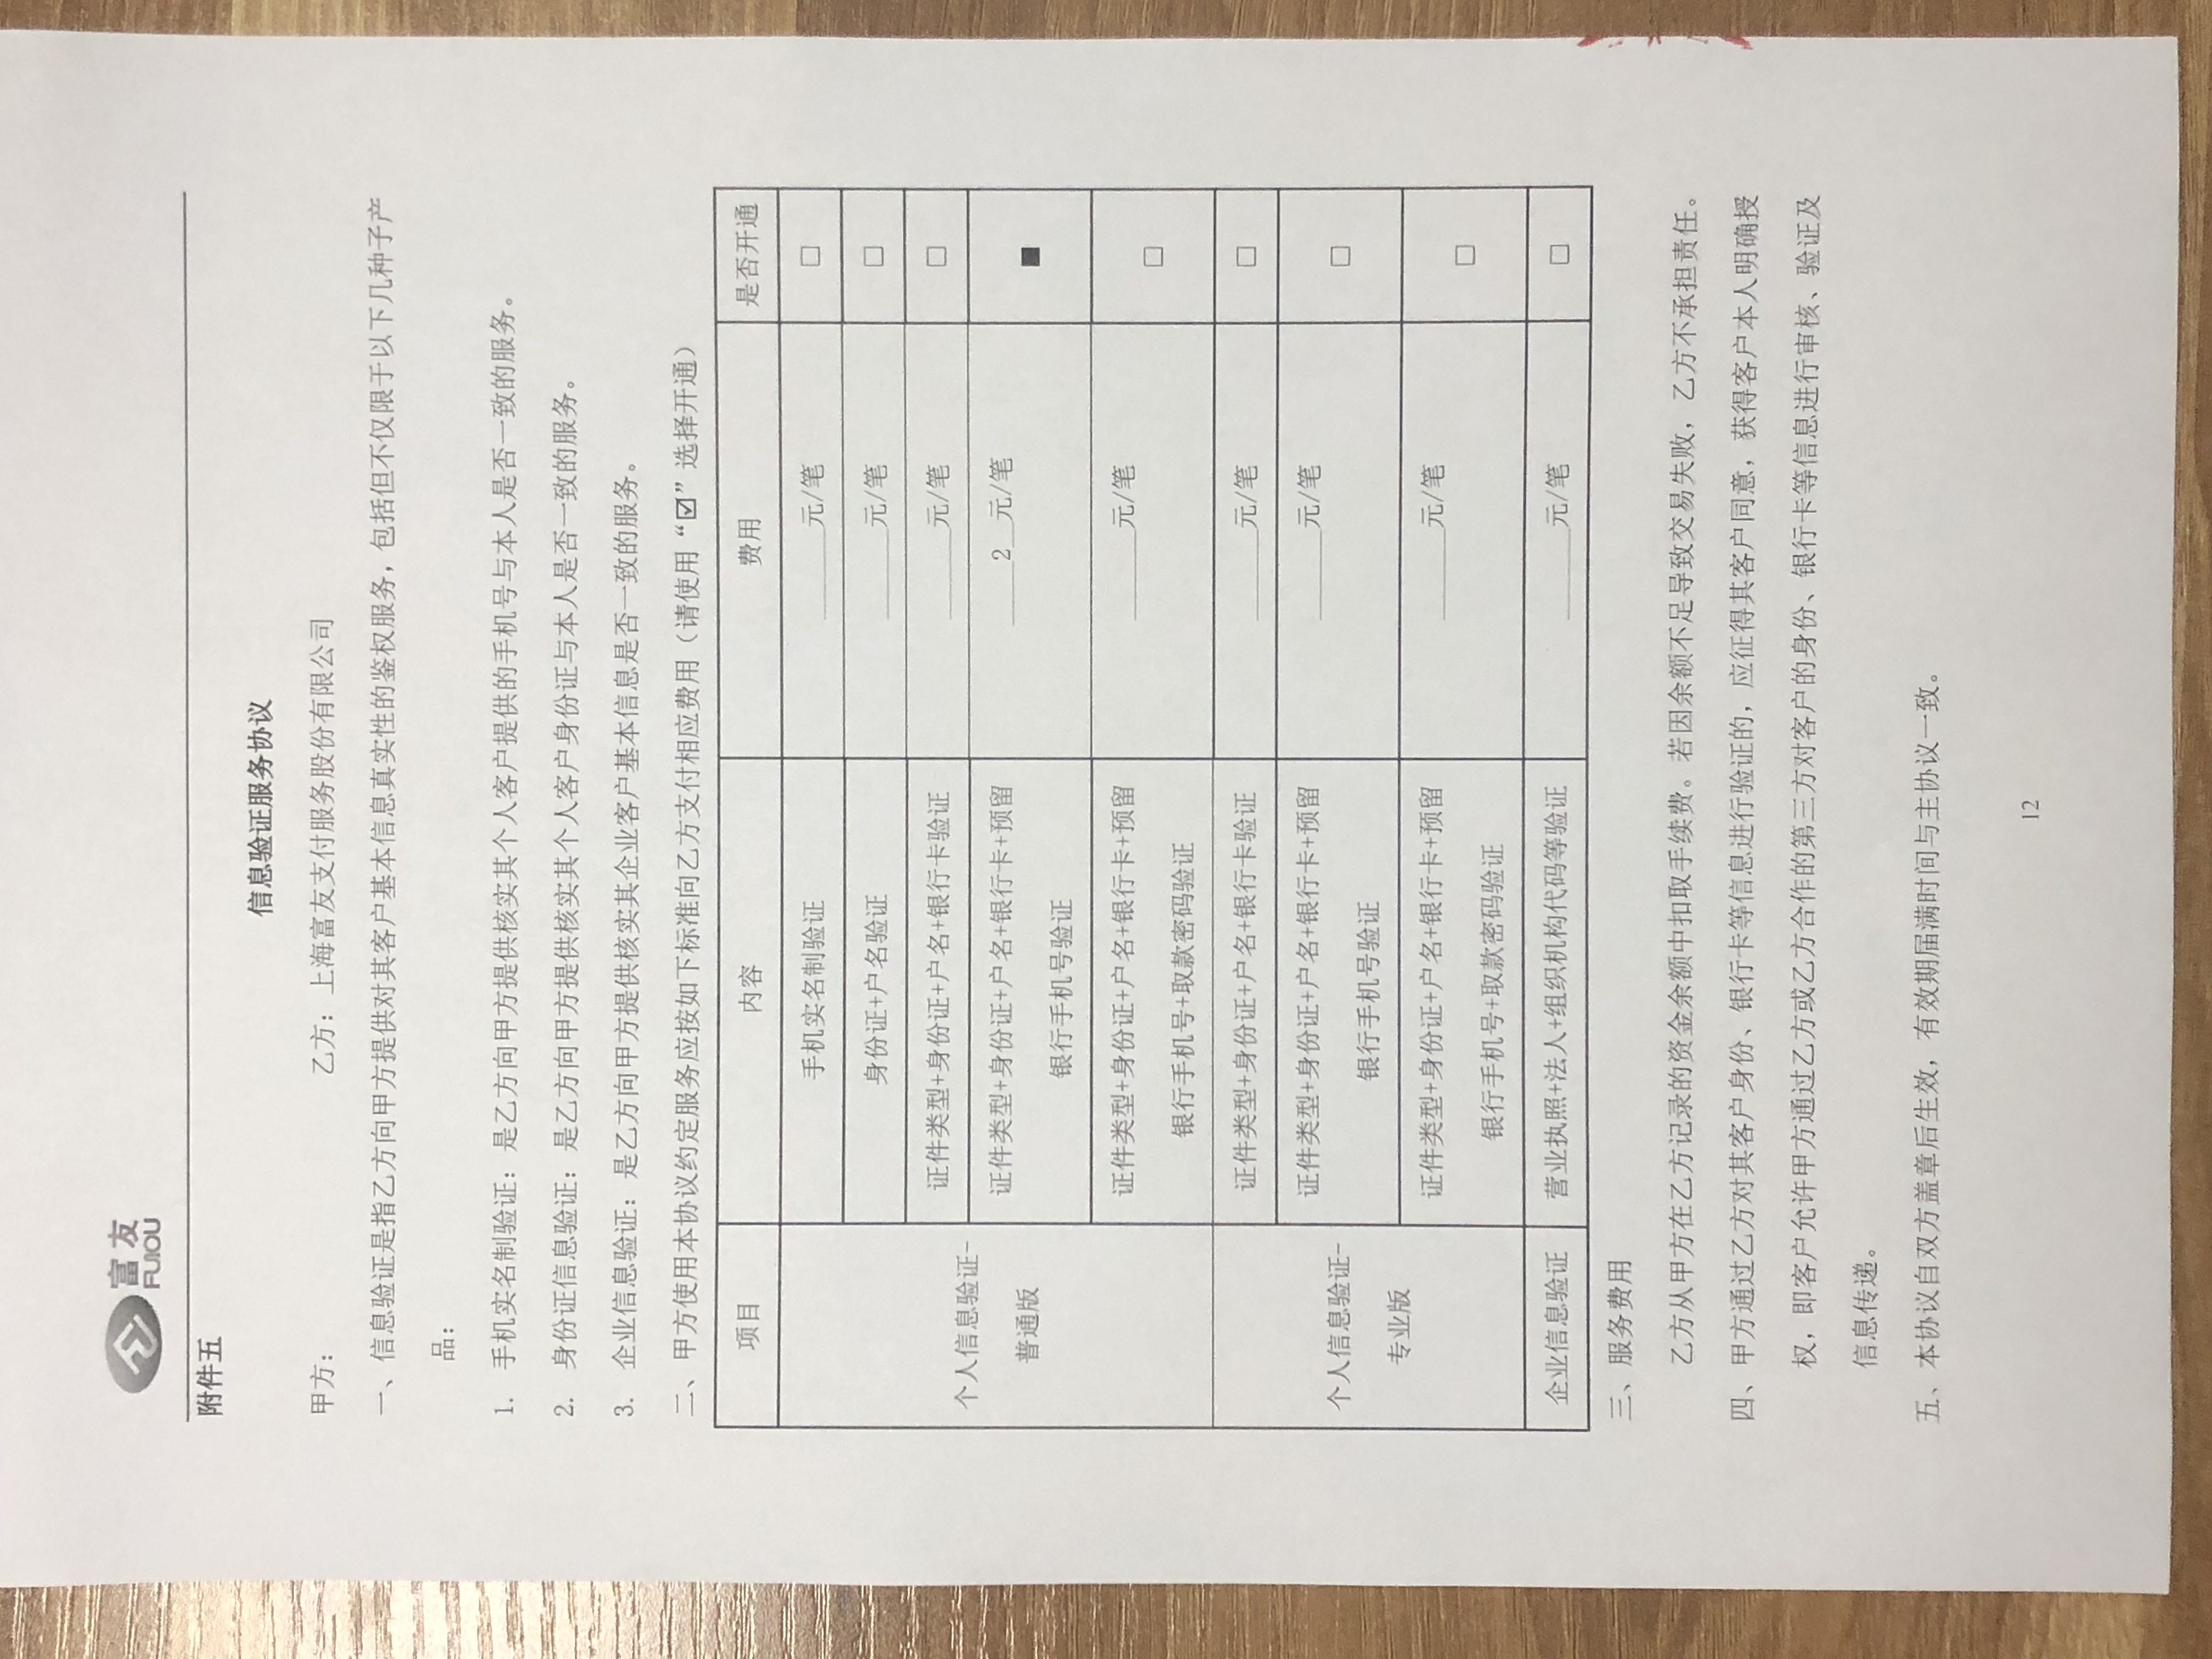 富友
FUIOU
附件五
信息验证服务协议
甲方： 乙方：上海富友支付服务股份有限公司
一、信息验证是指乙方向甲方提供对其客户基本信息真实性的鉴权服务，包括但不仅限于以下几种子产
品：
1. 手机实名制验证：是乙方向甲方提供核实其个人客户提供的手机号与本人是否一致的服务。
2. 身份证信息验证：是乙方向甲方提供核实其个人客户身份证与本人是否一致的服务。
3. 企业信息验证：是乙方向甲方提供核实其企业客户基本信息是否一致的服务。
二、甲方使用本协议约定服务应按如下标准向乙方支付相应费用（请使用“☑”选择开通）
项目 内容 费用 是否开通
手机实名制验证 ______元/笔 □
身份证+户名验证 ______元/笔 □
证件类型+身份证+户名+银行卡验证 ______元/笔 □
个人信息验证-
普通版
证件类型+身份证+户名+银行卡+预留 ____2__元/笔
银行手机号验证 ■
证件类型+身份证+户名+银行卡+预留 ______元/笔
银行手机号+取款密码验证 □
证件类型+身份证+户名+银行卡验证 ______元/笔 □
个人信息验证-
专业版
证件类型+身份证+户名+银行卡+预留 ______元/笔
银行手机号验证 □
证件类型+身份证+户名+银行卡+预留 ______元/笔
银行手机号+取款密码验证 □
企业信息验证 营业执照+法人+组织机构代码等验证 ______元/笔 □
三、服务费用
乙方从甲方在乙方记录的资金余额中扣取手续费。若因余额不足导致交易失败，乙方不承担责任。
四、甲方通过乙方对其客户身份、银行卡等信息进行验证的，应征得其客户同意，获得客户本人明确授
权，即客户允许甲方通过乙方或乙方合作的第三方对客户的身份、银行卡等信息进行审核、验证及
信息传递。
五、本协议自双方盖章后生效，有效期届满时间与主协议一致。
12